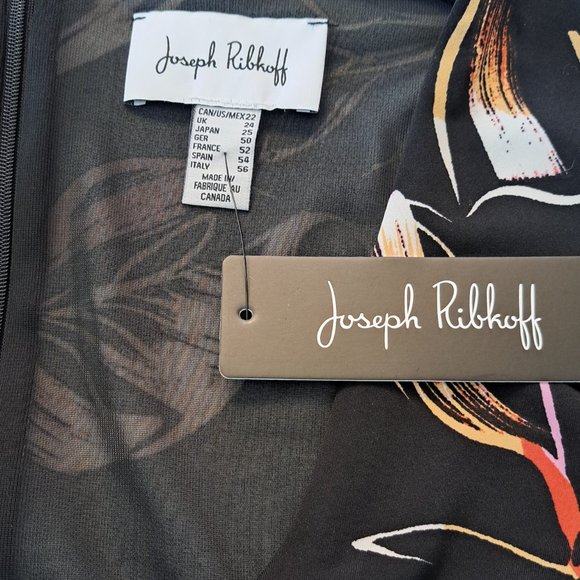 Joseph Ribkoff
CAN/US/MEX 22
UK 24
JAPAN 25
GER 50
FRANCE 52
SPAIN 54
ITALY 56
MADE IN/
FABRIQUE AU
CANADA
Joseph Ribkoff